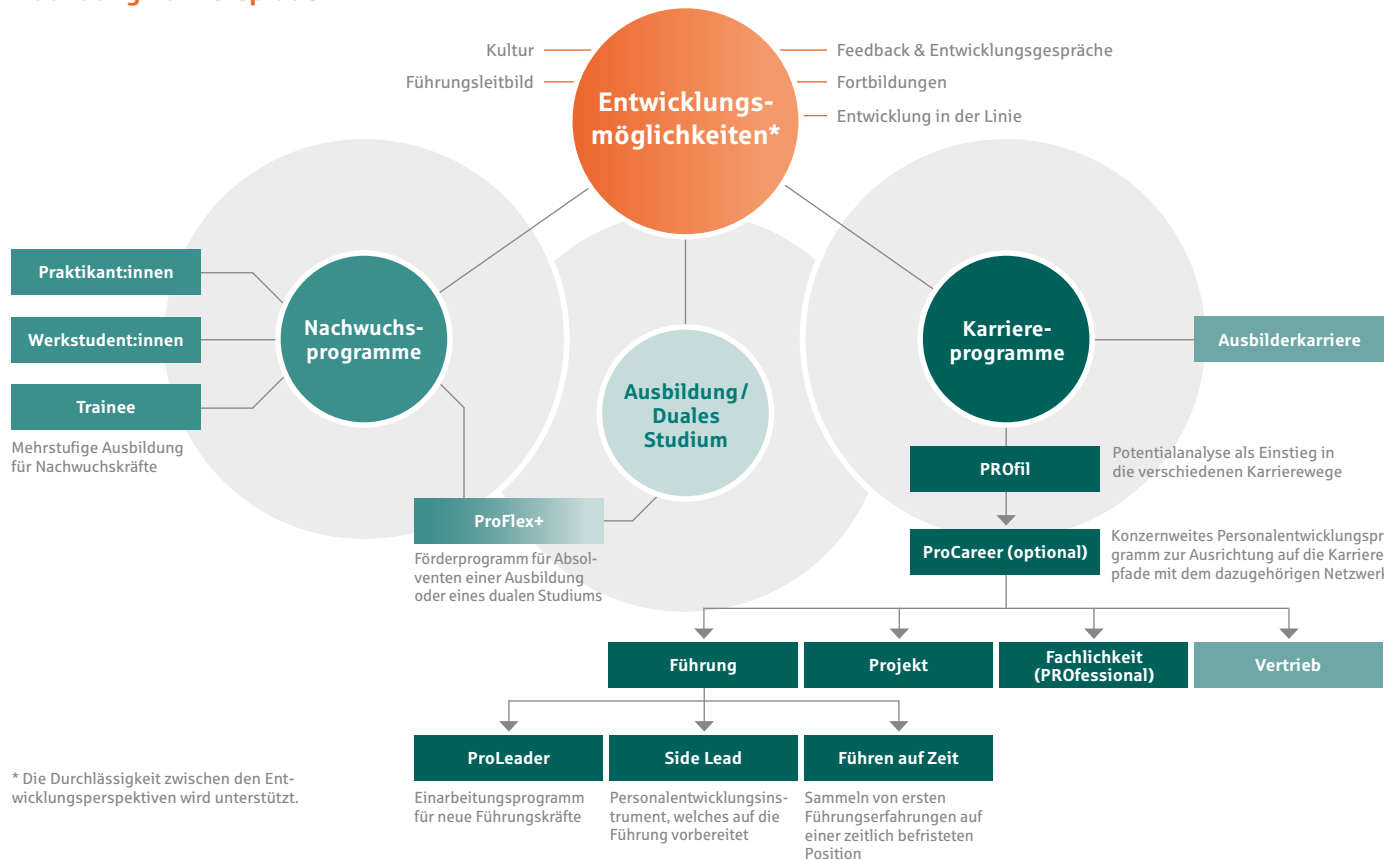 Kultur
Führungsleitbild
Feedback & Entwicklungsgespräche
Fortbildungen
Entwicklung in der Linie
Entwicklungs-
möglichkeiten*
Praktikant:innen
Werkstudent:innen
Trainee
Mehrstufige Ausbildung
für Nachwuchskräfte
Nachwuchs-
programme
Ausbildung/
Duales
Studium
Karriere-
programme
Ausbilderkarriere
PROfil
Potentialanalyse als Einstieg in
die verschiedenen Karrierewege
ProFlex+
Förderprogramm für Absol-
venten einer Ausbildung
oder eines dualen Studiums
ProCareer (optional)
Konzernweites Personalentwicklungspr
gramm zur Ausrichtung auf die Karriere
pfade mit dem dazugehörigen Netzwerk
Führung
Projekt
Fachlichkeit
(PROfessional)
Vertrieb
ProLeader
Einarbeitungsprogramm
für neue Führungskräfte
Side Lead
Personalentwicklungsins-
trument, welches auf die
Führung vorbereitet
Führen auf Zeit
Sammeln von ersten
Führungserfahrungen auf
einer zeitlich befristeten
Position
* Die Durchlässigkeit zwischen den Ent-
wicklungsperspektiven wird unterstützt.